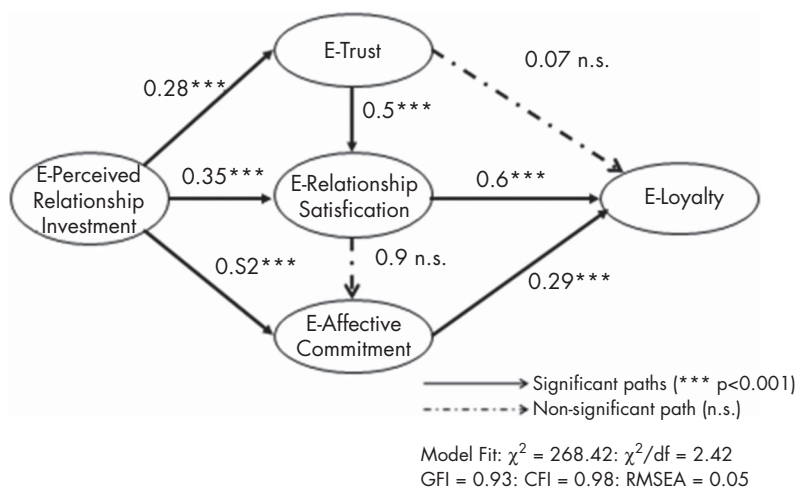 E-Trust
0.07 n.s.
0.28***
0.5***
E-Perceived
Relationship
Investment
0.35***
E-Relationship
Satisfication
0.6***
E-Loyalty
0.S2***
0.9 n.s.
0.29***
E-Affective
Commitment
Significant paths (*** p<0.001)
Non-significant path (n.s.)
Model Fit: χ² = 268.42: χ²/df = 2.42
GFI = 0.93: CFI = 0.98: RMSEA = 0.05